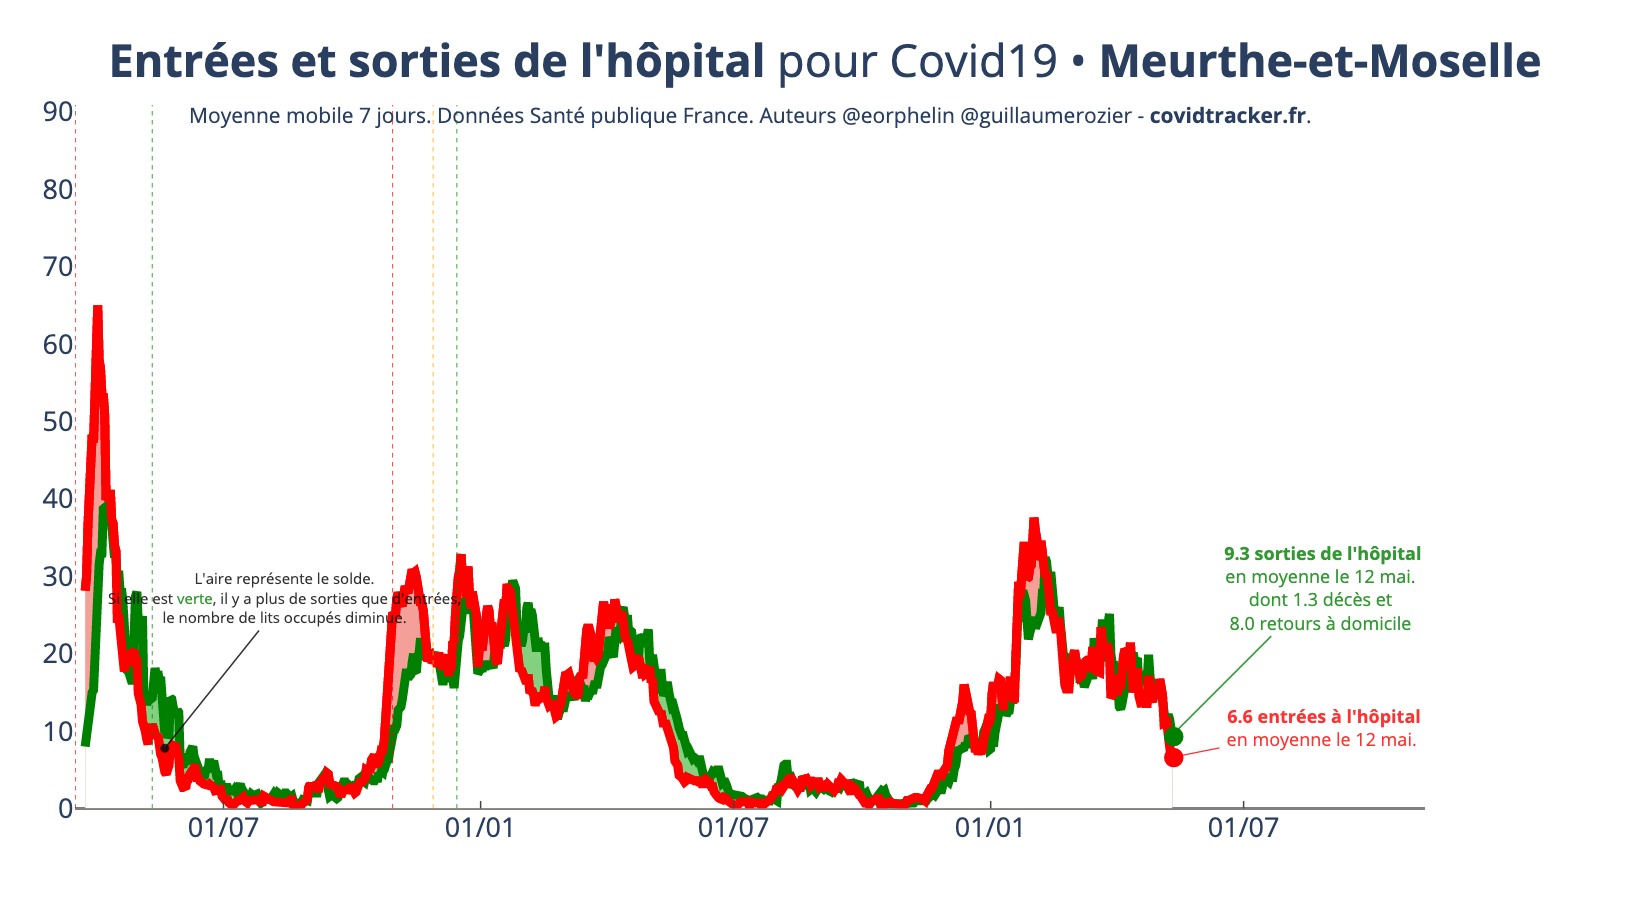 Entrées et sorties de l'hôpital pour Covid19 • Meurthe-et-Moselle
Moyenne mobile 7 jours. Données Santé publique France. Auteurs @eorphelin @guillaumerozier - covidtracker.fr.
90
80
70
60
50
40
30
20
10
0
L'aire représente le solde.
Si elle est verte, il y a plus de sorties que d'entrées,
le nombre de lits occupés diminue.
9.3 sorties de l'hôpital
en moyenne le 12 mai.
dont 1.3 décès et
8.0 retours à domicile
6.6 entrées à l'hôpital
en moyenne le 12 mai.
01/07
01/01
01/07
01/01
01/07